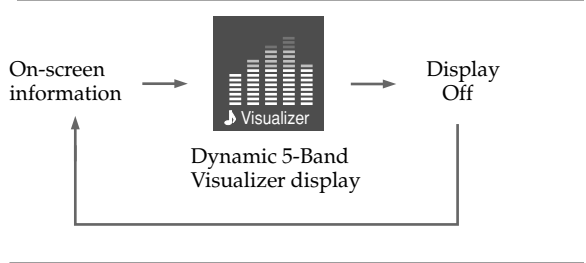 On-screen
information
♪ Visualizer
Dynamic 5-Band
Visualizer display
Display
Off